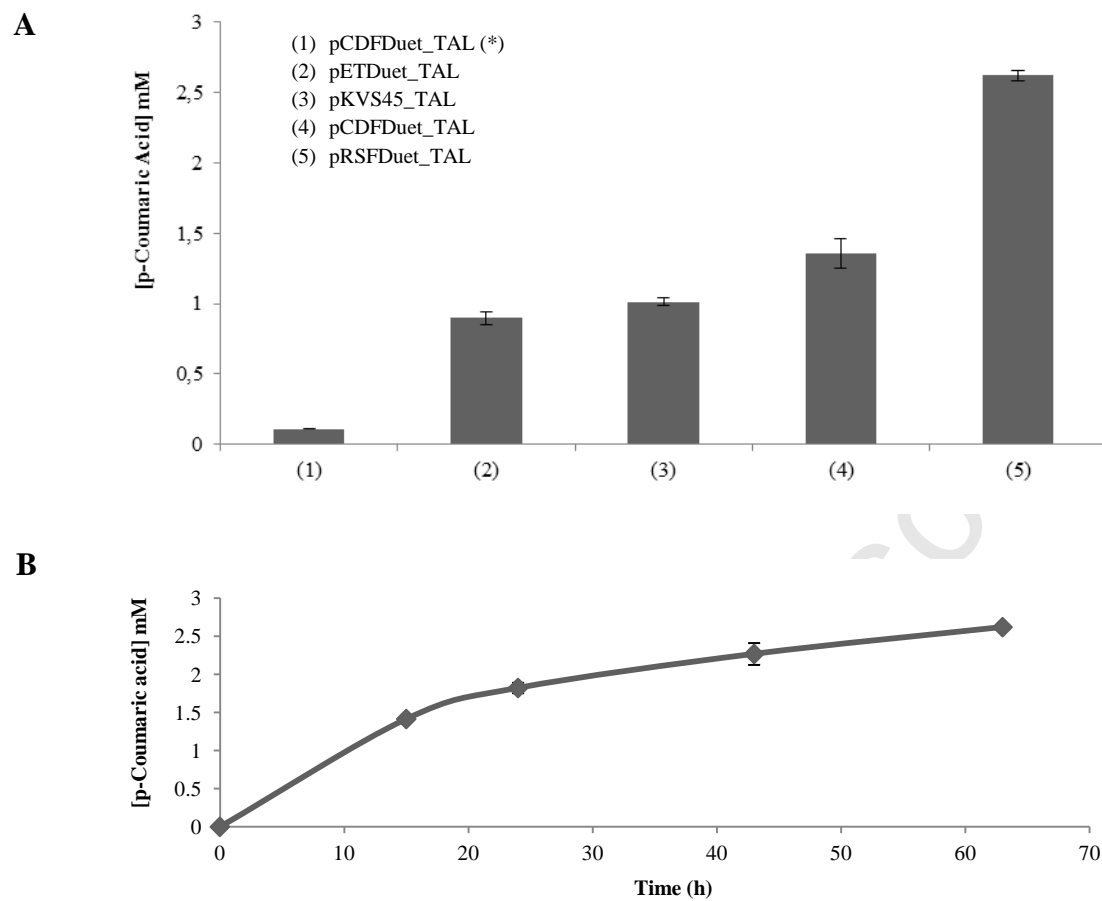 A
[p-Coumaric Acid] mM
3
2,5
2
1,5
1
0,5
0
(1) pCDFDuet_TAL (*)
(2) pETDuet_TAL
(3) pKVS45_TAL
(4) pCDFDuet_TAL
(5) pRSFDuet_TAL
(1) (2) (3) (4) (5)
B
[p-Coumaric acid] mM
3
2.5
2
1.5
1
0.5
0
0 10 20 30 40 50 60 70
Time (h)